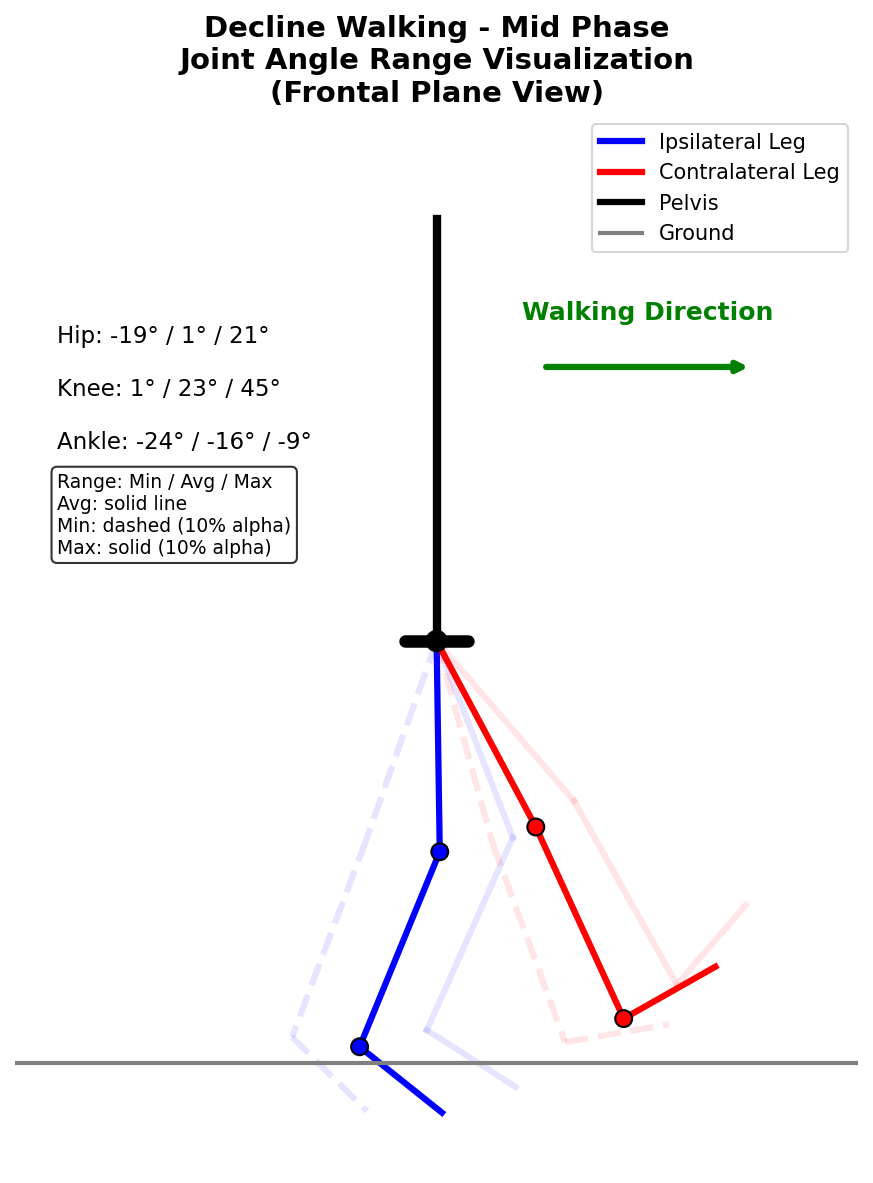 Decline Walking - Mid Phase
Joint Angle Range Visualization
(Frontal Plane View)
Ipsilateral Leg
Contralateral Leg
Pelvis
Ground
Walking Direction
Hip: -19° / 1° / 21°
Knee: 1° / 23° / 45°
Ankle: -24° / -16° / -9°
Range: Min / Avg / Max
Avg: solid line
Min: dashed (10% alpha)
Max: solid (10% alpha)